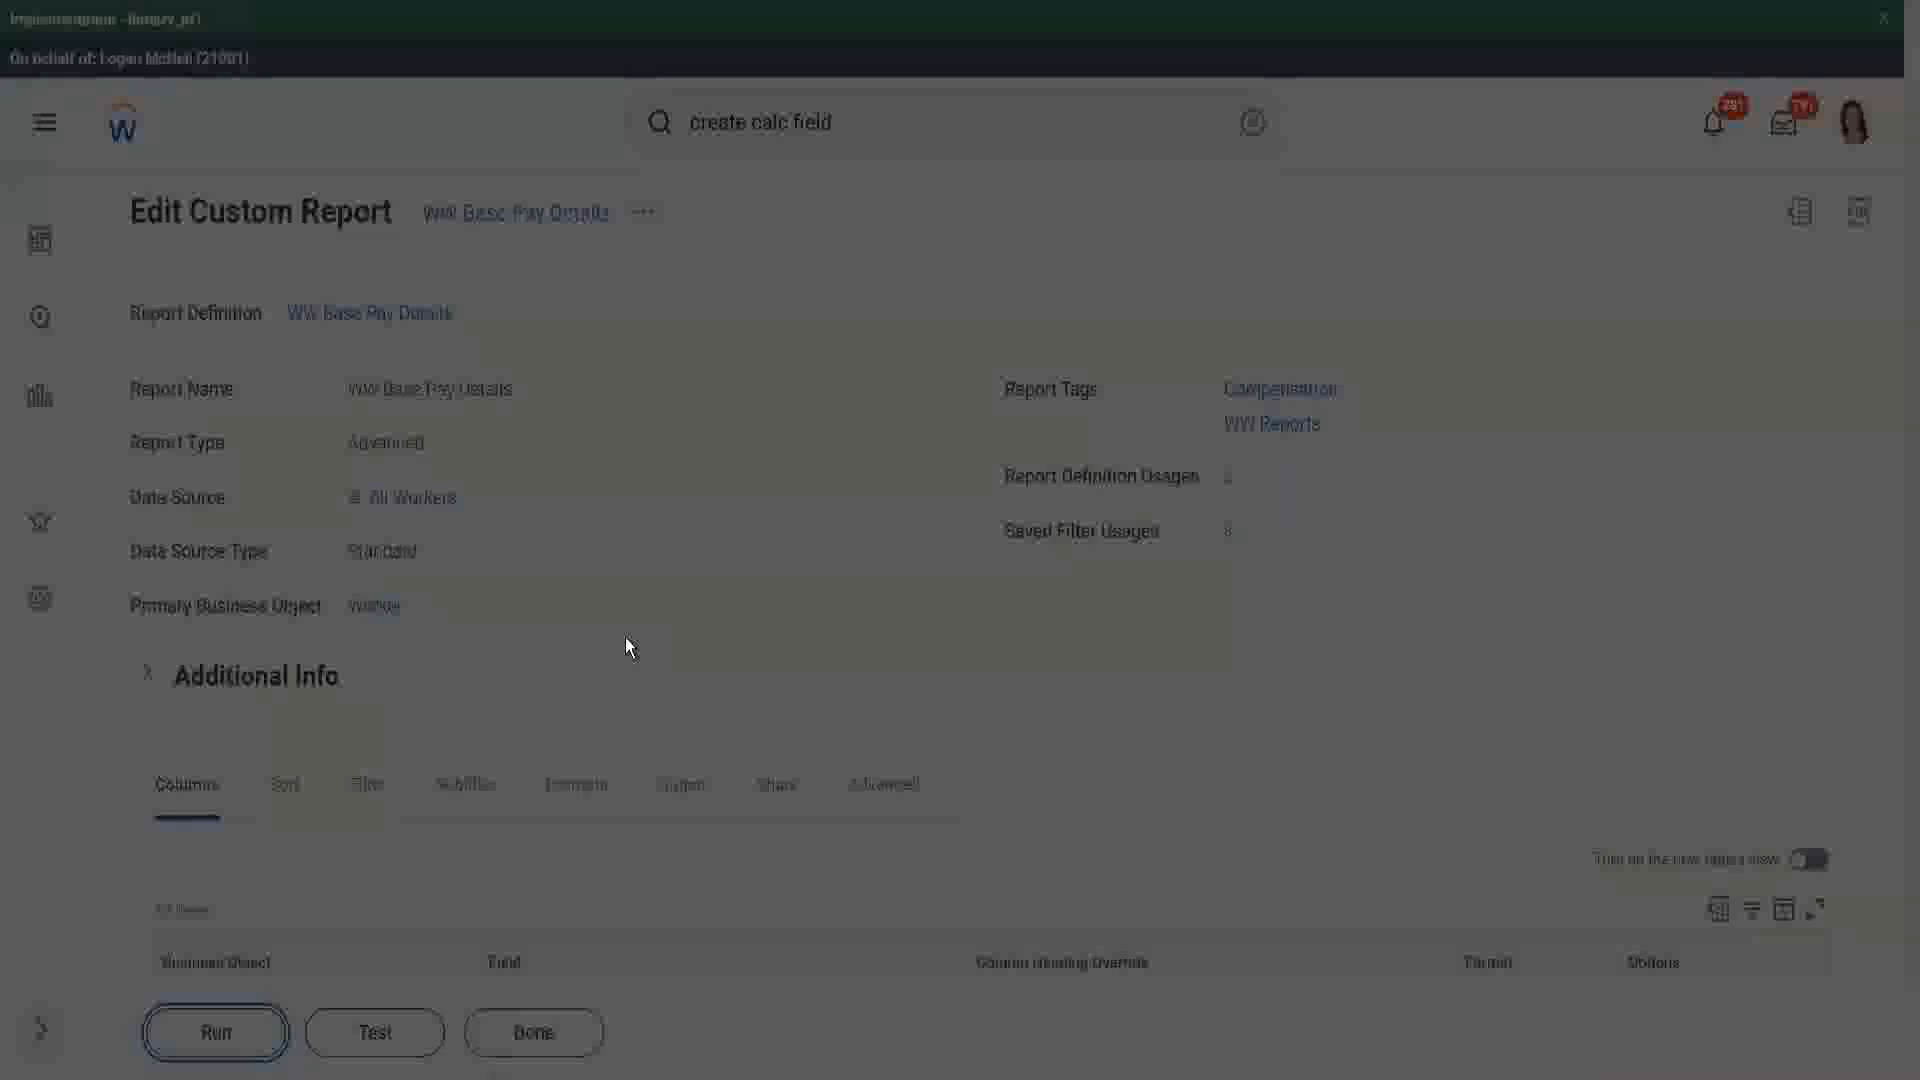 On behalf of: Logan McNeil (21001)
create calc field
Edit Custom Report WW Base Pay Details
Report Definition WW Base Pay Details
Report Name WW Base Pay Details
Report Tags Compensation
WW Reports
Report Type Advanced
Report Definition Usages
Data Source All Workers
Saved Filter Usages
Data Source Type Standard
Primary Business Object Worker
Additional Info
Columns Sort Filter Subtitles Prompts Output Share Advanced
Turn on the new tables view
Business Object Field Column Heading Override Format Options
Run Test Done